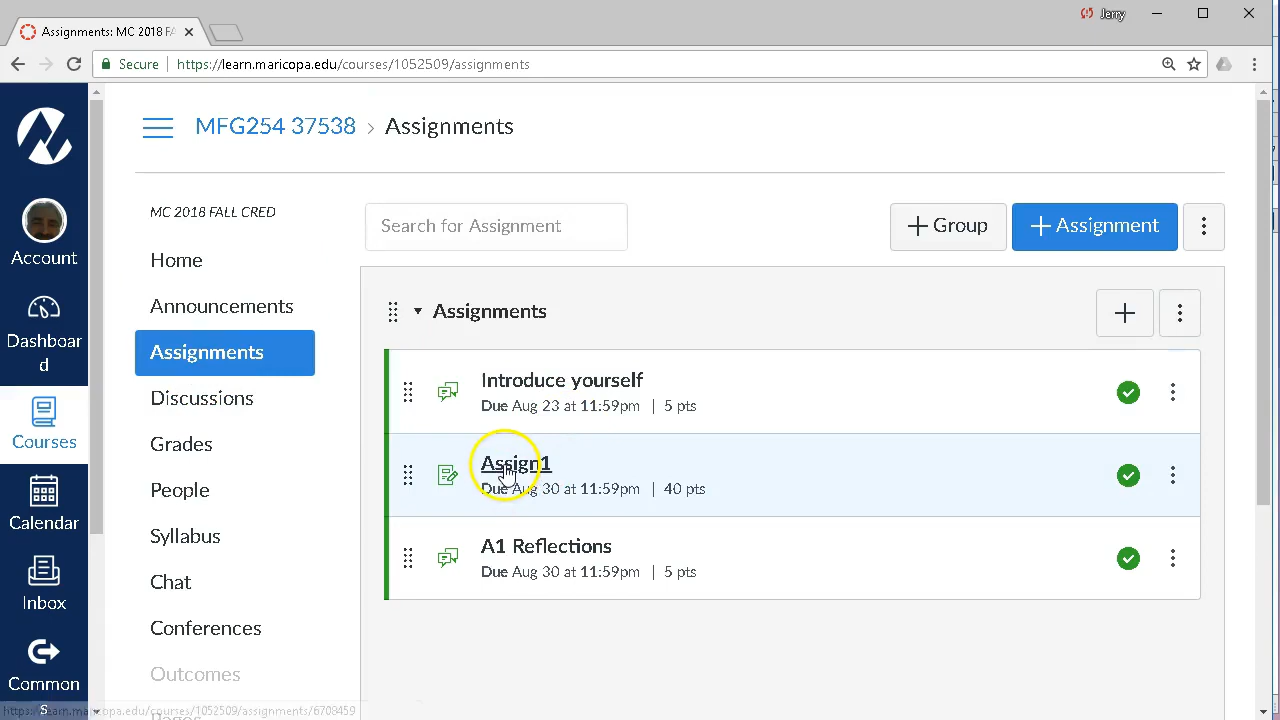 Jerry
Assignments: MC 2018 FA
Secure
https://learn.maricopa.edu/courses/1052509/assignments
MFG254 37538 › Assignments
Account
Dashboar
d
Courses
Calendar
Inbox
Common
s
MC 2018 FALL CRED
Home
Announcements
Assignments
Discussions
Grades
People
Syllabus
Chat
Conferences
Outcomes
Pages
Search for Assignment
+ Group
+ Assignment
Assignments
Introduce yourself
Due Aug 23 at 11:59pm | 5 pts
Assign1
Due Aug 30 at 11:59pm | 40 pts
A1 Reflections
Due Aug 30 at 11:59pm | 5 pts
https://learn.maricopa.edu/courses/1052509/assignments/6708459